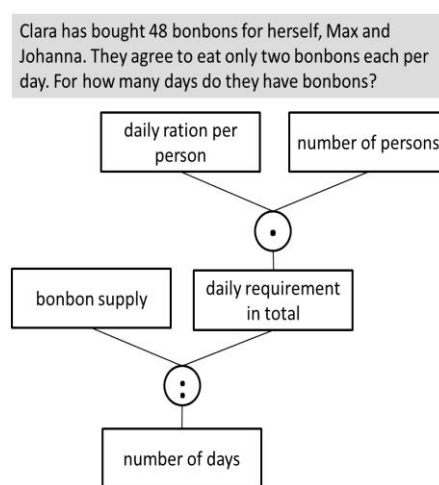 Clara has bought 48 bonbons for herself, Max and
Johanna. They agree to eat only two bonbons each per
day. For how many days do they have bonbons?
daily ration per
person
number of persons
·
bonbon supply
daily requirement
in total
:
number of days